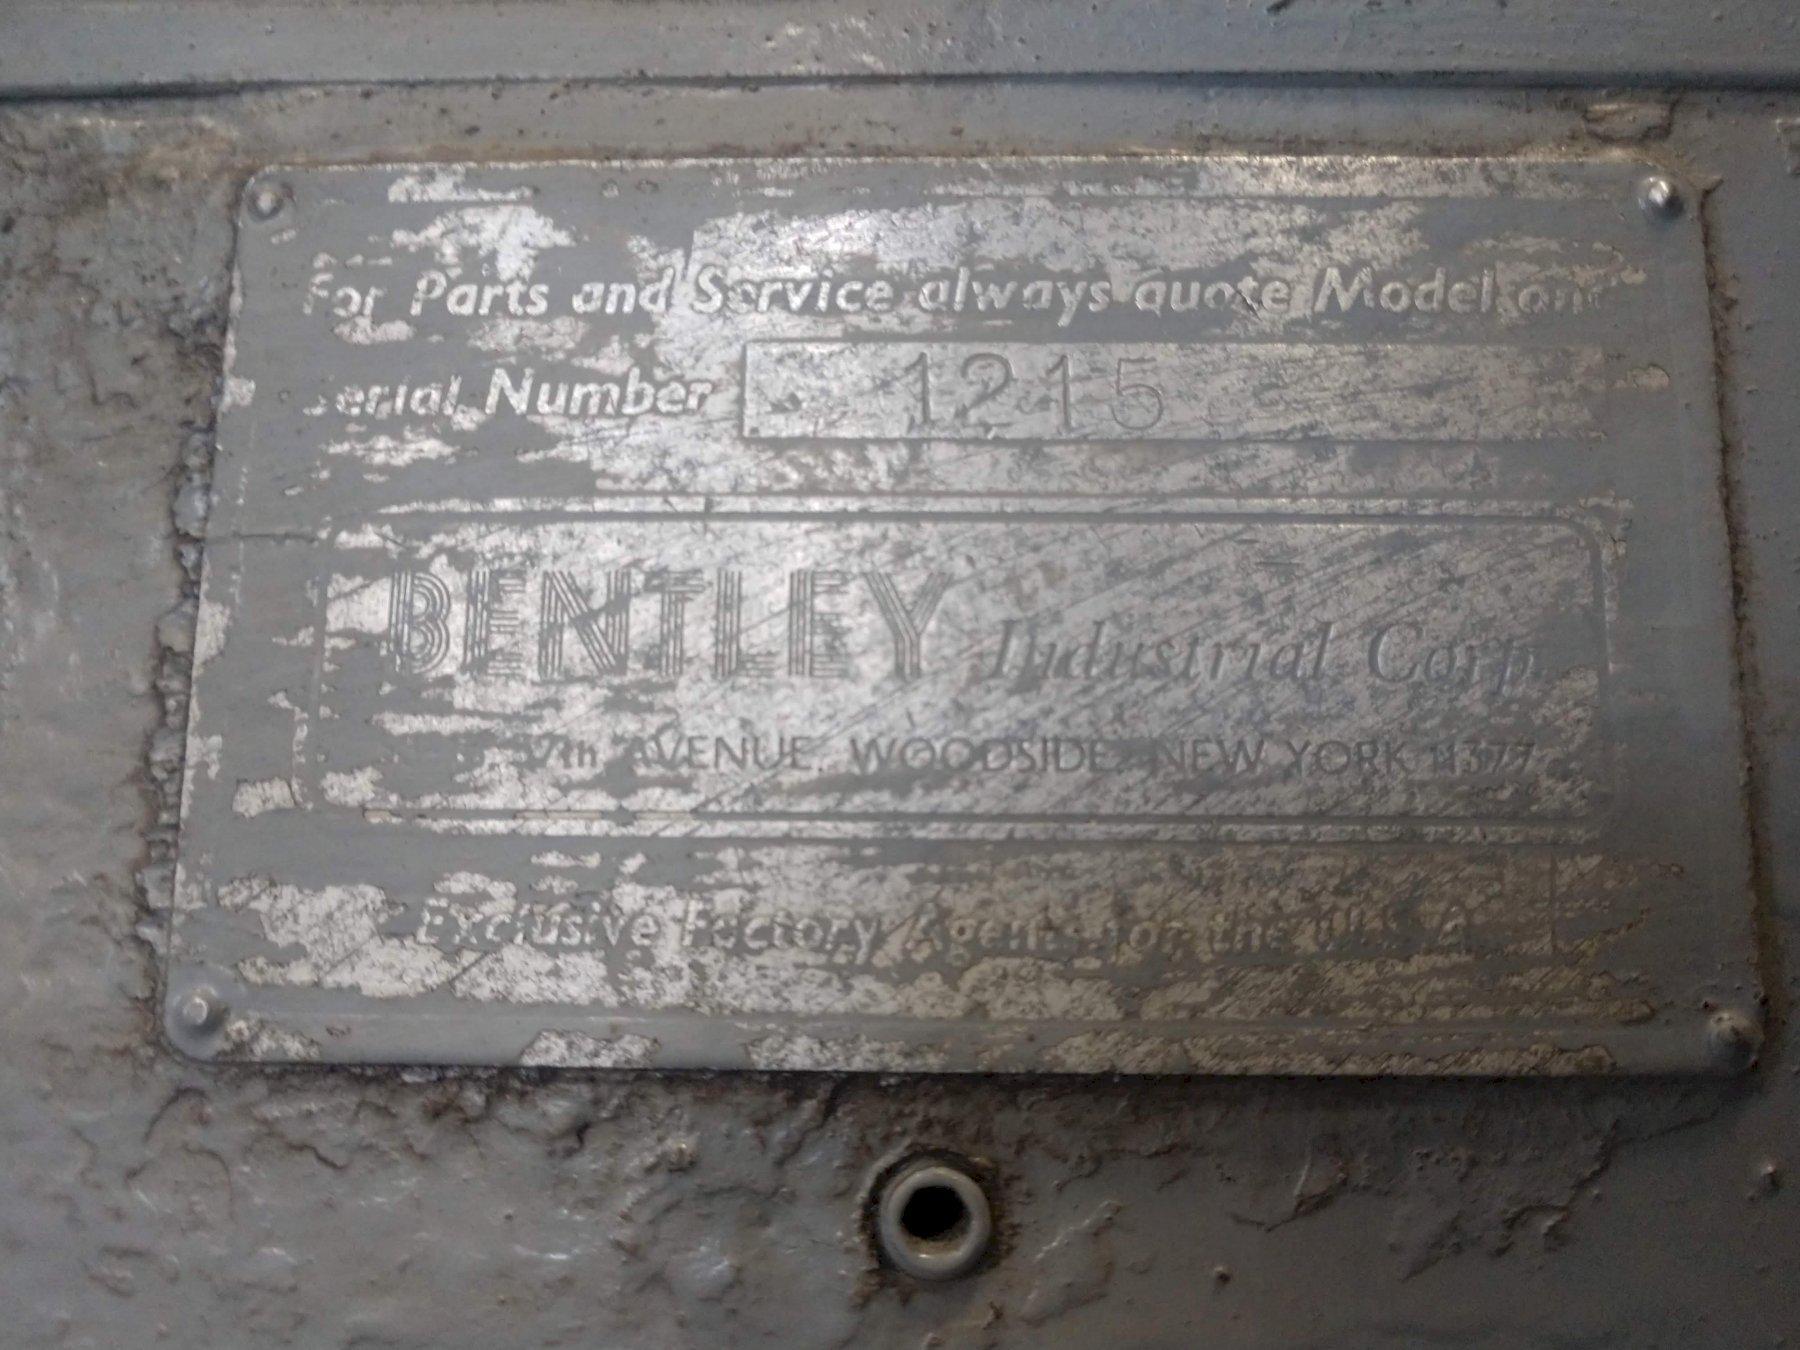 For Parts and Service always quote Model and
Serial Number 1215
BENTLEY Industrial Corp.
7th AVENUE, WOODSIDE, NEW YORK 11377
Exclusive Factory Agents for the U.S.A.